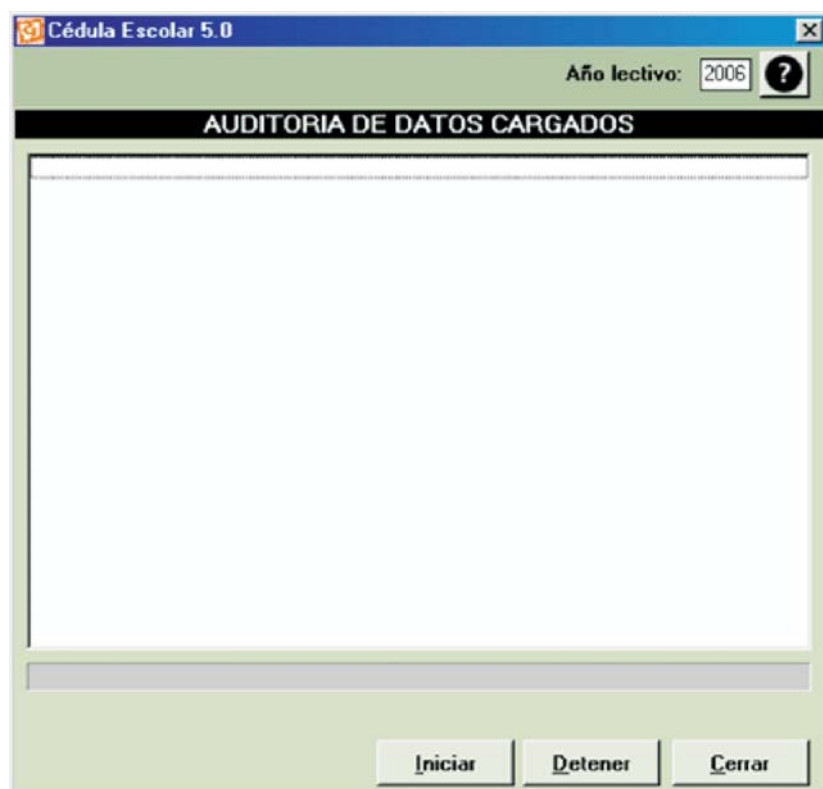 Cédula Escolar 5.0
Año lectivo: 2006 ?
AUDITORIA DE DATOS CARGADOS
Iniciar Detener Cerrar